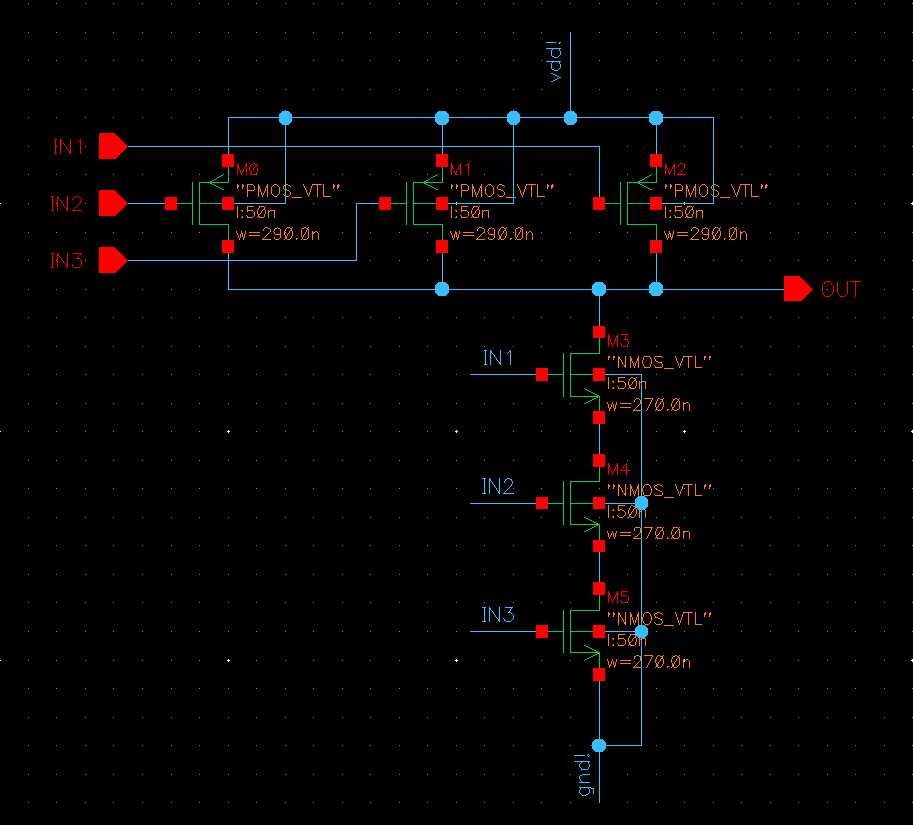 vdd!
IN1
M0
M1
M2
"PMOS_VTL"
"PMOS_VTL"
"PMOS_VTL"
IN2
l:50n
l:50n
l:50n
w=290.0n
w=290.0n
w=290.0n
IN3
OUT
M3
IN1
"NMOS_VTL"
l:50n
w=270.0n
M4
IN2
"NMOS_VTL"
l:50n
w=270.0n
M5
IN3
"NMOS_VTL"
l:50n
w=270.0n
gnd!